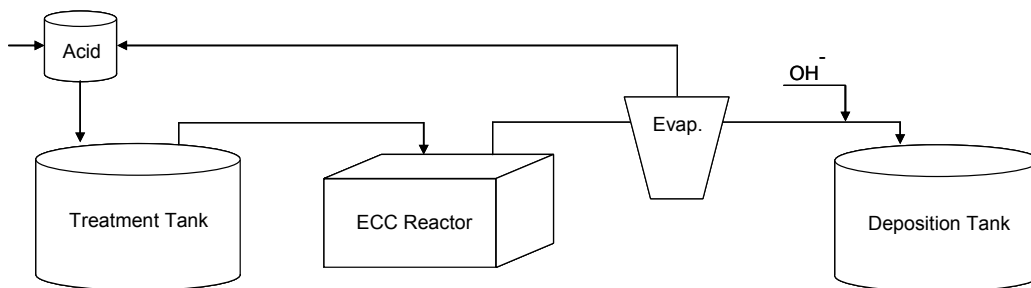 Acid
OH-
Evap.
Treatment Tank
ECC Reactor
Deposition Tank